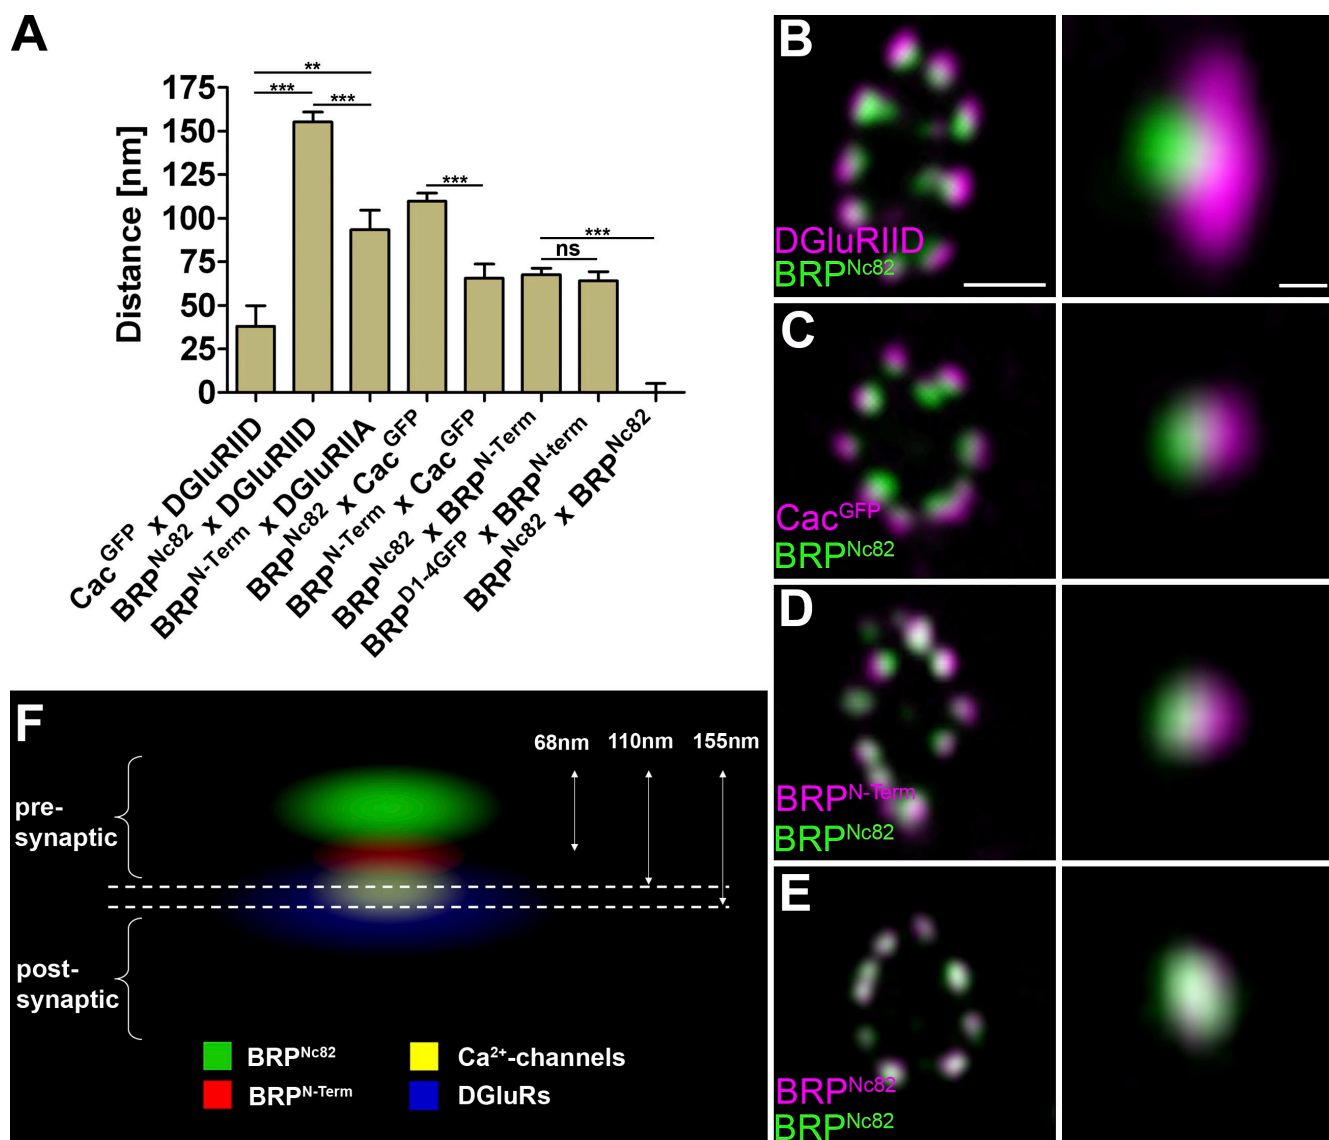 A
** 
*** ***
***
***
ns
Distance [nm]
175
150
125
100
75
50
25
0
Cac^GFP x DGluRIID
BRP^Nc82 x DGluRIID
BRP^N-Term x DGluRIIA
BRP^Nc82 x Cac^GFP
BRP^N-Term x Cac^GFP
BRP^Nc82 x BRP^N-Term
BRP^D1-4GFP x BRP^N-term
BRP^Nc82 x BRP^Nc82
B
DGluRIID
BRP^Nc82
C
Cac^GFP
BRP^Nc82
D
BRP^N-Term
BRP^Nc82
E
BRP^Nc82
BRP^Nc82
F
68nm 110nm 155nm
pre-
synaptic
post-
synaptic
BRP^Nc82
Ca²⁺-channels
BRP^N-Term
DGluRs